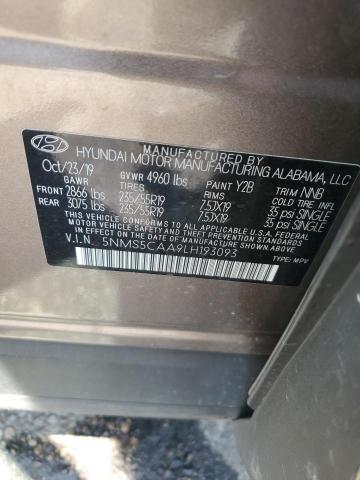 MANUFACTURED BY
HYUNDAI MOTOR MANUFACTURING ALABAMA, LLC
Oct/23/19 GVWR 4960 lbs PAINT Y2B TRIM NNB
GAWR TIRES RIMS COLD TIRE INFL
FRONT 2866 lbs 235/55R19 7.5JX19 35 psi SINGLE
REAR 3075 lbs 235/55R19 7.5JX19 35 psi SINGLE
THIS VEHICLE CONFORMS TO ALL APPLICABLE U.S.A. FEDERAL
MOTOR VEHICLE SAFETY AND THEFT PREVENTION STANDARDS
IN EFFECT ON THE DATE OF MANUFACTURE SHOWN ABOVE.
V.I.N. 5NMS5CAA9LH193093 TYPE: MPV